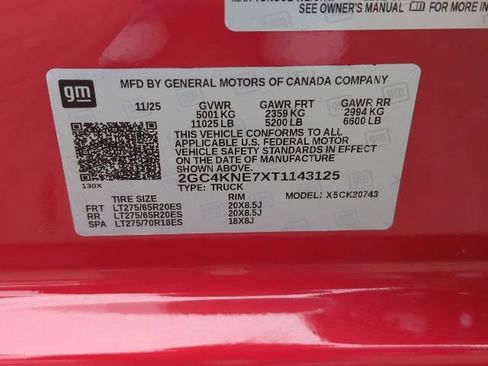 SEE OWNER'S MANUAL FOR MORE IN
gm
MFD BY GENERAL MOTORS OF CANADA COMPANY
11/25 GVWR GAWR FRT GAWR RR
5001 KG 2359 KG 2994 KG
11025 LB 5200 LB 6600 LB
THIS VEHICLE CONFORMS TO ALL
APPLICABLE U.S. FEDERAL MOTOR
VEHICLE SAFETY STANDARDS IN EFFECT
ON THE DATE OF MANUFACTURE SHOWN ABOVE.
2GC4KNE7XT1143125
130X TYPE: TRUCK MODEL: X5CK20743
TIRE SIZE RIM
FRT LT275/65R20ES 20X8.5J
RR LT275/65R20ES 20X8.5J
SPA LT275/70R18ES 18X8J